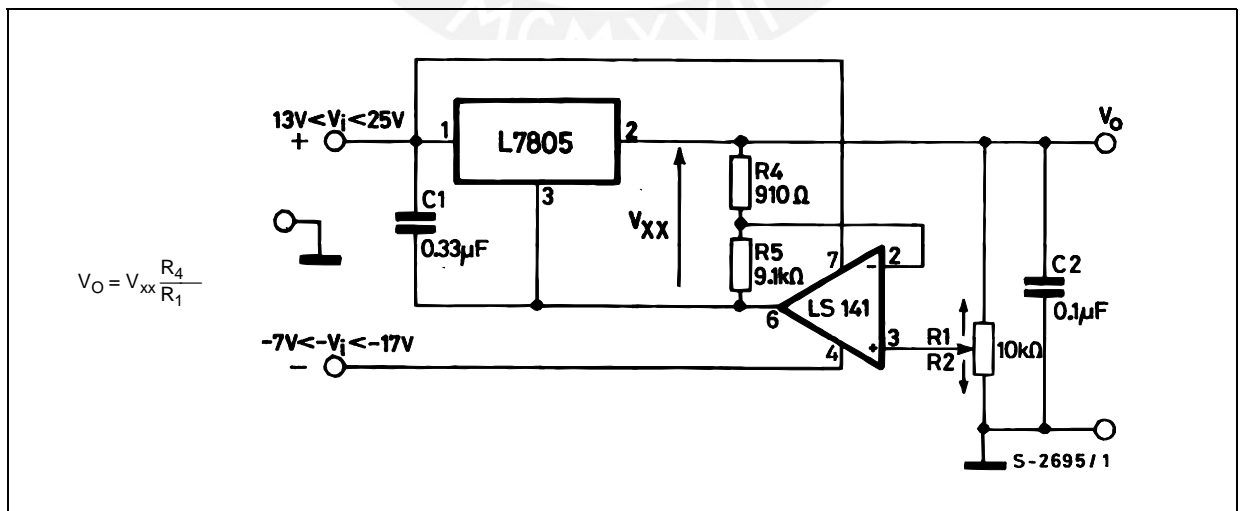 MCMXVII
13V<Vi<25V
+
1
L7805
2
Vo
3
C1
0.33µF
VXX
R4
910Ω
R5
9.1kΩ
7
2
-
LS 141
6
3
+
4
R1
R2
10kΩ
C2
0.1µF
VO = Vxx R4
R1
-7V<-Vi<-17V
-
S-2695/1